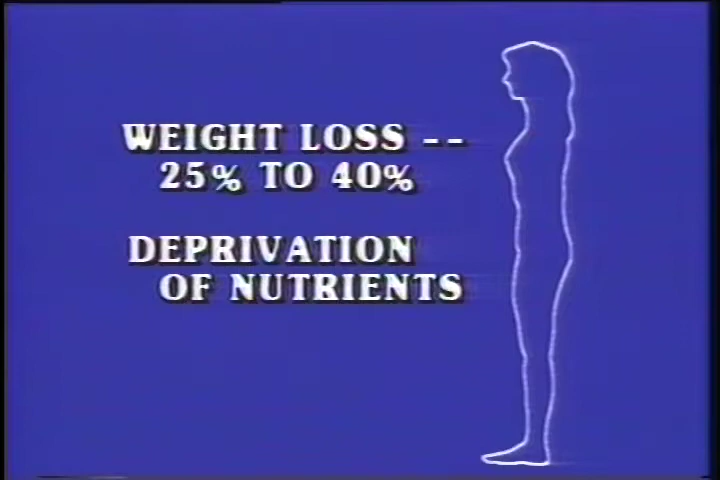 WEIGHT LOSS --
25% TO 40%
DEPRIVATION
OF NUTRIENTS